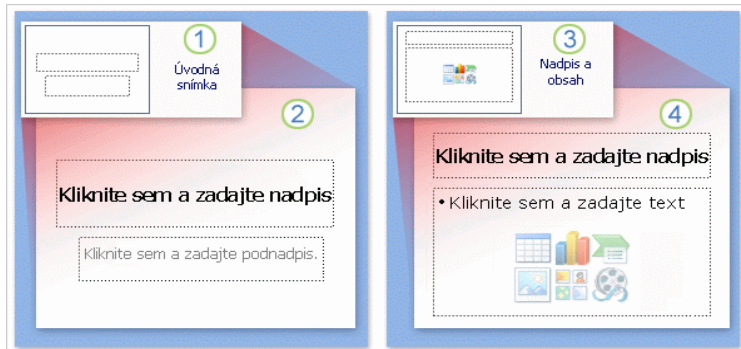 1
Úvodná
snímka
2
Kliknite sem a zadajte nadpis
Kliknite sem a zadajte podnadpis.
3
Nadpis a
obsah
4
Kliknite sem a zadajte nadpis
• Kliknite sem a zadajte text